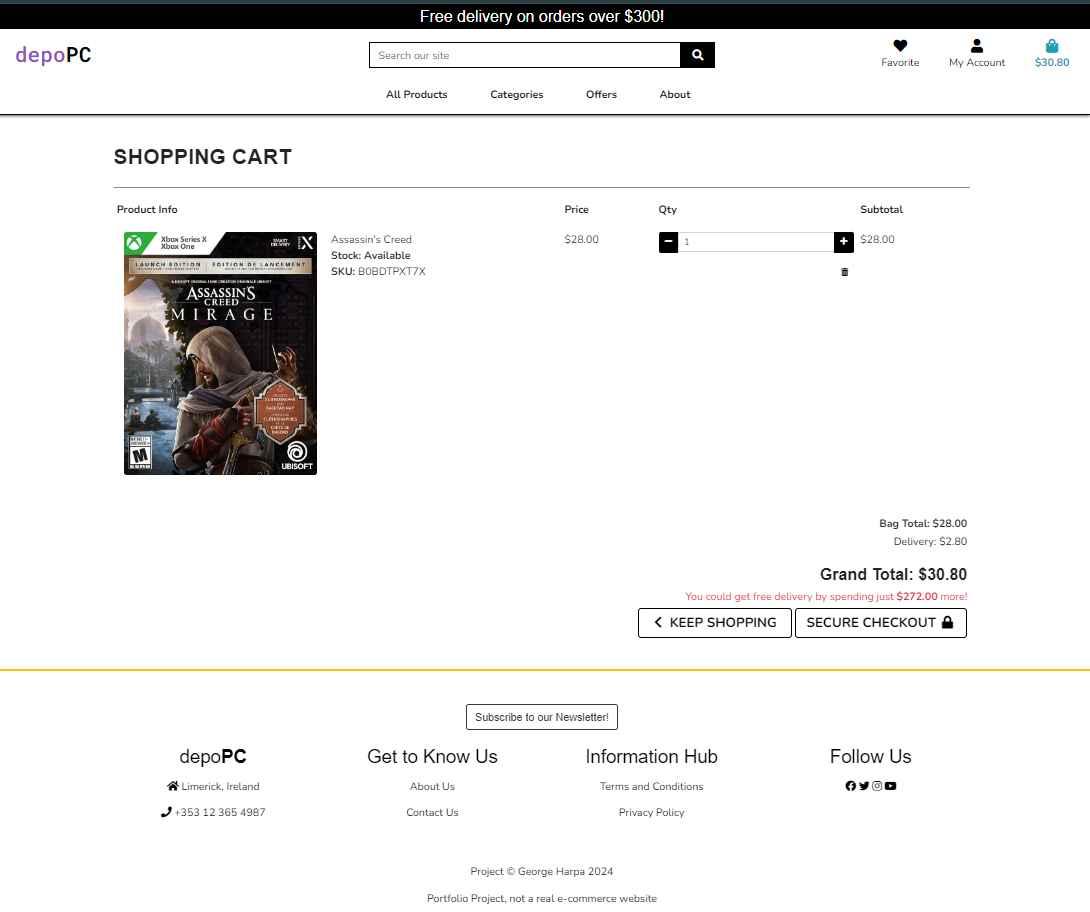 Free delivery on orders over $300!
depoPC
Search our site
Favorite
My Account
$30.80
All Products
Categories
Offers
About
SHOPPING CART
Product Info
Price
Qty
Subtotal
Xbox Series X
Xbox One
SMART DELIVERY
SERIES X
LAUNCH EDITION
EDITION DE LANCEMENT
ASSASSIN'S
CREED
MIRAGE
BAGHDAD MAP
M
UBISOFT
Assassin's Creed
Stock: Available
SKU: B0BDTPXT7X
$28.00
1
$28.00
Bag Total: $28.00
Delivery: $2.80
Grand Total: $30.80
You could get free delivery by spending just $272.00 more!
KEEP SHOPPING
SECURE CHECKOUT
Subscribe to our Newsletter!
depoPC
Limerick, Ireland
+353 12 365 4987
Get to Know Us
About Us
Contact Us
Information Hub
Terms and Conditions
Privacy Policy
Follow Us
Project © George Harpa 2024
Portfolio Project, not a real e-commerce website